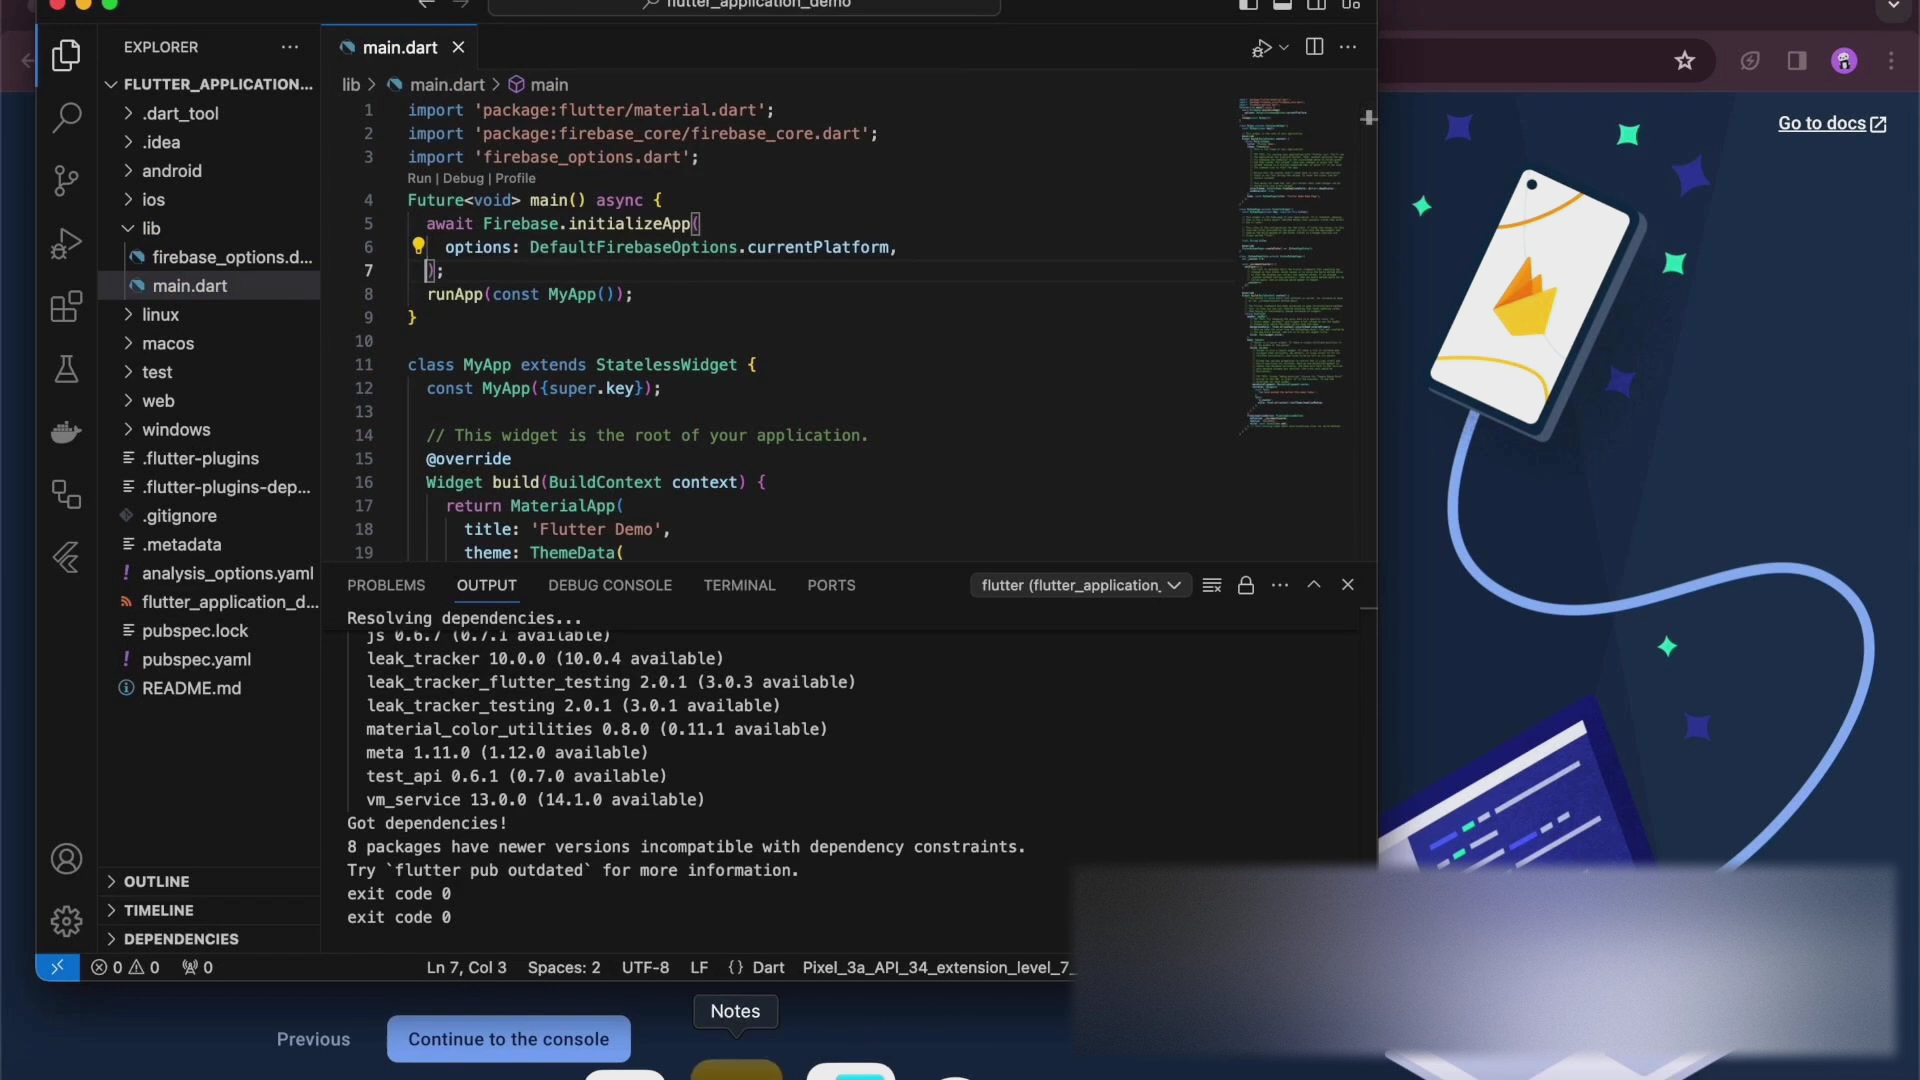 flutter_application_demo
EXPLORER
FLUTTER_APPLICATION...
.dart_tool
.idea
android
ios
lib
firebase_options.d...
main.dart
linux
macos
test
web
windows
.flutter-plugins
.flutter-plugins-dep...
.gitignore
.metadata
analysis_options.yaml
flutter_application_d...
pubspec.lock
pubspec.yaml
README.md
OUTLINE
TIMELINE
DEPENDENCIES
main.dart
lib > main.dart > main
1 import 'package:flutter/material.dart';
2 import 'package:firebase_core/firebase_core.dart';
3 import 'firebase_options.dart';
Run | Debug | Profile
4 Future<void> main() async {
5 await Firebase.initializeApp(
6 options: DefaultFirebaseOptions.currentPlatform,
7 );
8 runApp(const MyApp());
9 }
10
11 class MyApp extends StatelessWidget {
12 const MyApp({super.key});
13
14 // This widget is the root of your application.
15 @override
16 Widget build(BuildContext context) {
17 return MaterialApp(
18 title: 'Flutter Demo',
19 theme: ThemeData(
PROBLEMS OUTPUT DEBUG CONSOLE TERMINAL PORTS flutter (flutter_application_
Resolving dependencies...
js 0.6.7 (0.7.1 available)
leak_tracker 10.0.0 (10.0.4 available)
leak_tracker_flutter_testing 2.0.1 (3.0.3 available)
leak_tracker_testing 2.0.1 (3.0.1 available)
material_color_utilities 0.8.0 (0.11.1 available)
meta 1.11.0 (1.12.0 available)
test_api 0.6.1 (0.7.0 available)
vm_service 13.0.0 (14.1.0 available)
Got dependencies!
8 packages have newer versions incompatible with dependency constraints.
Try `flutter pub outdated` for more information.
exit code 0
exit code 0
0 0 0 Ln 7, Col 3 Spaces: 2 UTF-8 LF {} Dart Pixel_3a_API_34_extension_level_7_
Go to docs
Notes
Previous
Continue to the console